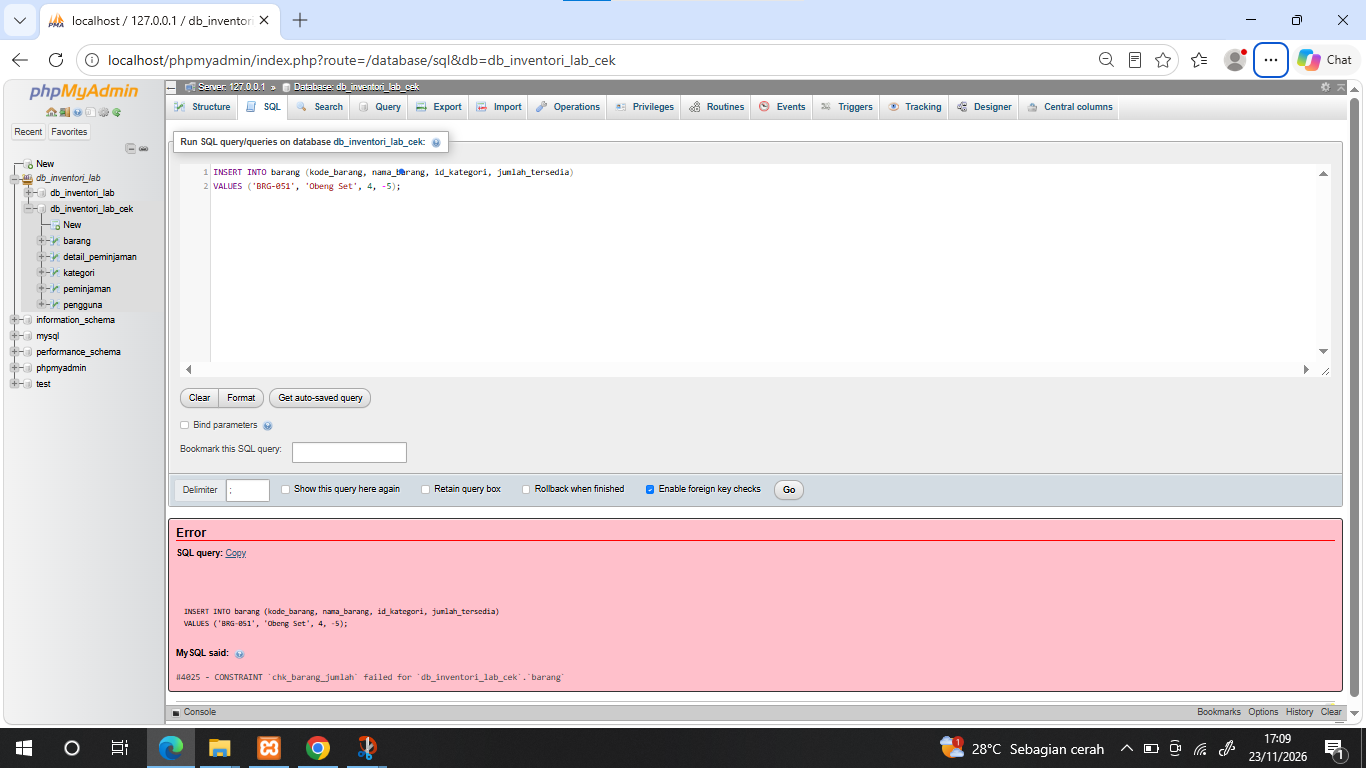 localhost / 127.0.0.1 / db_inventori
localhost/phpmyadmin/index.php?route=/database/sql&db=db_inventori_lab_cek
Chat
phpMyAdmin
Recent Favorites
New
db_inventori_lab
db_inventori_lab
db_inventori_lab_cek
New
barang
detail_peminjaman
kategori
peminjaman
pengguna
information_schema
mysql
performance_schema
phpmyadmin
test
Server: 127.0.0.1 » Database: db_inventori_lab_cek
Structure SQL Search Query Export Import Operations Privileges Routines Events Triggers Tracking Designer Central columns
Run SQL query/queries on database db_inventori_lab_cek:
1 INSERT INTO barang (kode_barang, nama_barang, id_kategori, jumlah_tersedia)
2 VALUES ('BRG-051', 'Obeng Set', 4, -5);
Clear Format Get auto-saved query
Bind parameters
Bookmark this SQL query:
Delimiter ; Show this query here again Retain query box Rollback when finished Enable foreign key checks Go
Error
SQL query: Copy
INSERT INTO barang (kode_barang, nama_barang, id_kategori, jumlah_tersedia)
VALUES ('BRG-051', 'Obeng Set', 4, -5);
MySQL said:
#4025 - CONSTRAINT `chk_barang_jumlah` failed for `db_inventori_lab_cek`.`barang`
Console Bookmarks Options History Clear
1 28°C Sebagian cerah 17:09
23/11/2026 1